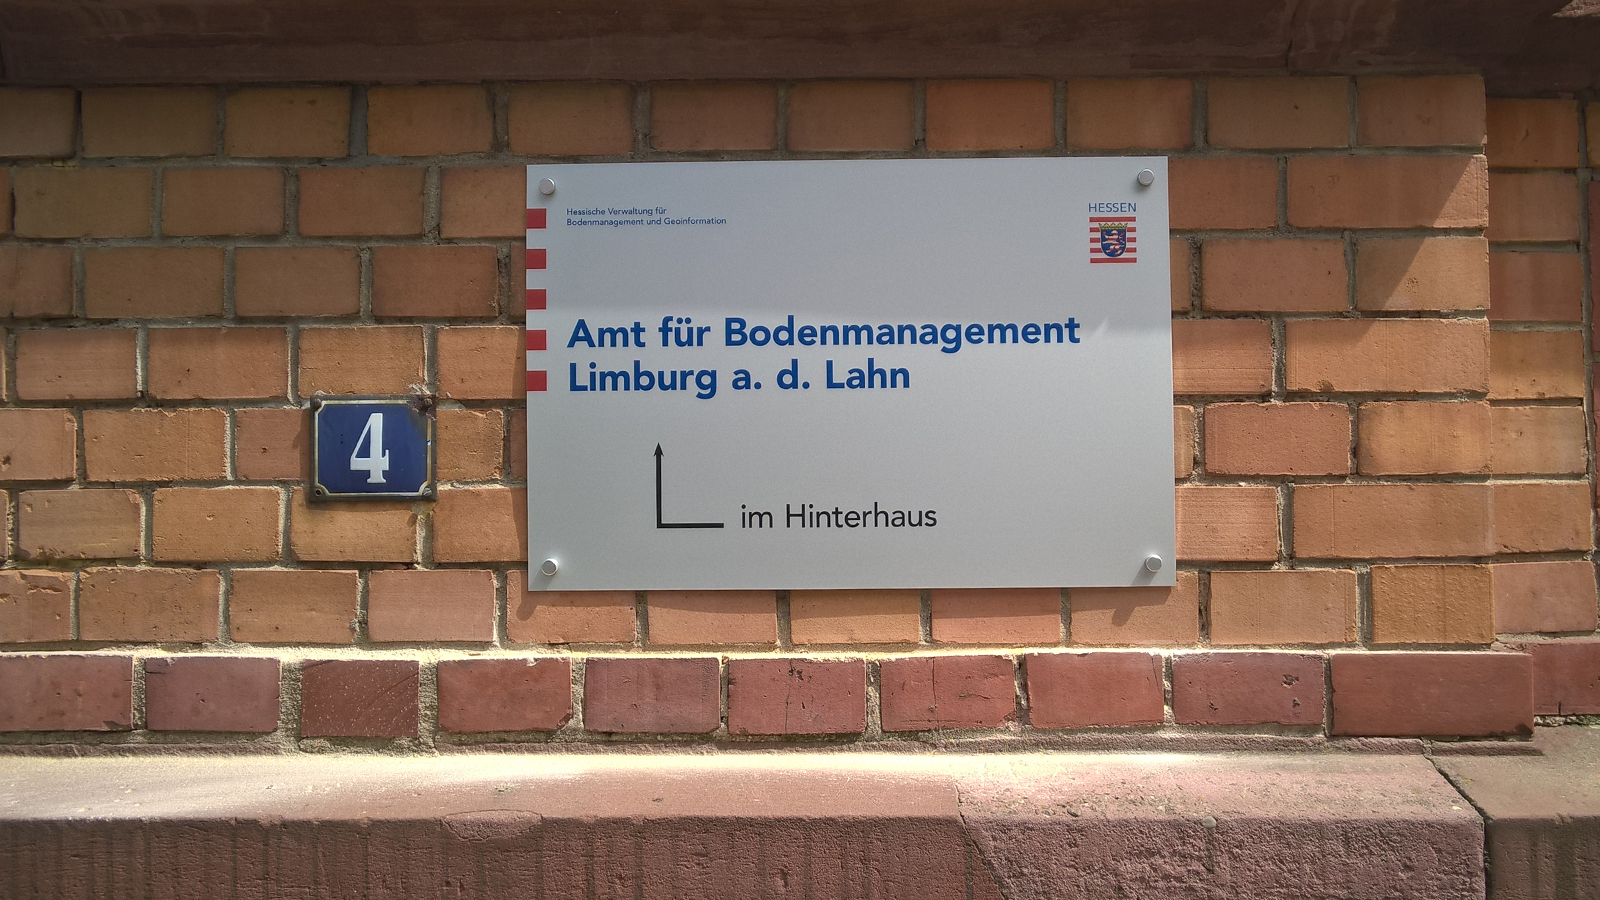 Hessische Verwaltung für
Bodenmanagement und Geoinformation
HESSEN
Amt für Bodenmanagement
Limburg a. d. Lahn
4
im Hinterhaus